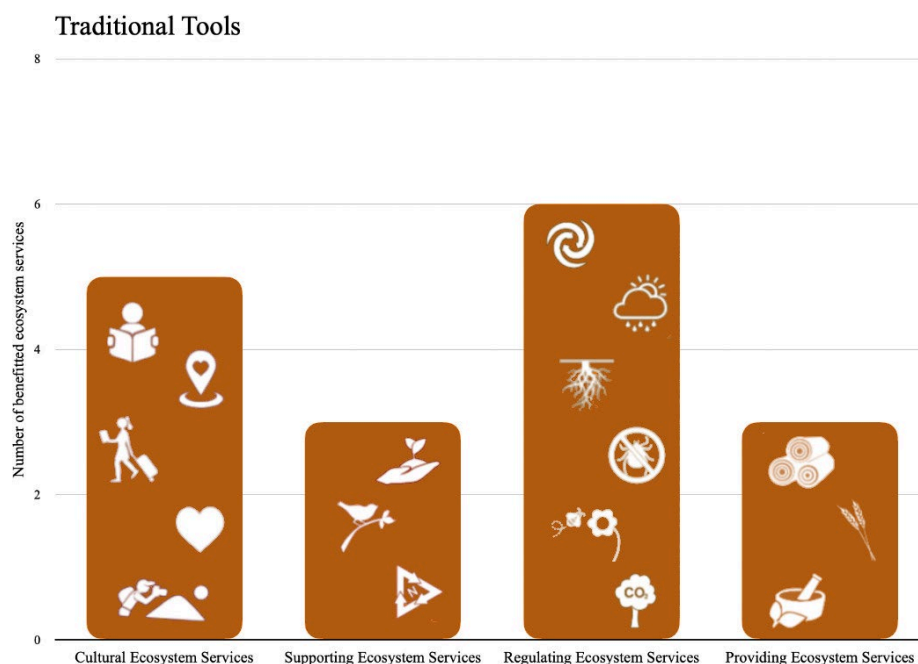 Traditional Tools
8
6
4
2
0
Number of benefitted ecosystem services
N
CO₂
Cultural Ecosystem Services
Supporting Ecosystem Services
Regulating Ecosystem Services
Providing Ecosystem Services